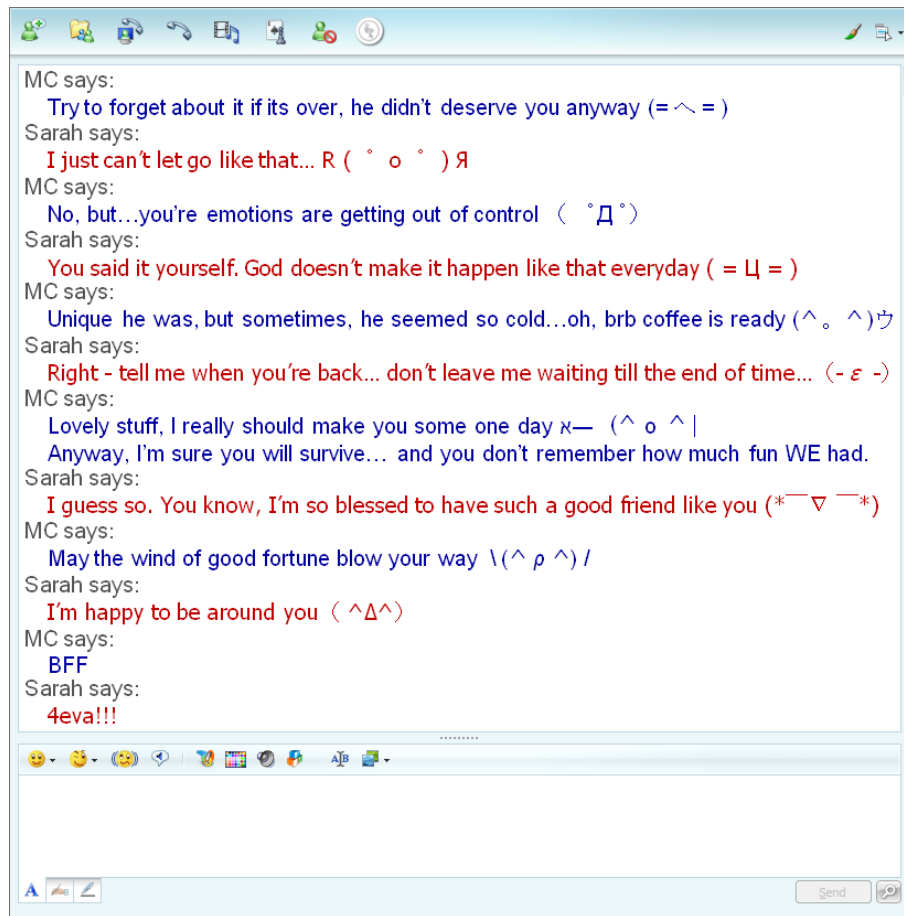 MC says:
Try to forget about it if its over, he didn't deserve you anyway (= へ = )
Sarah says:
I just can't let go like that... R ( ゜ o ゜ ) Я
MC says:
No, but...you're emotions are getting out of control （ ゜Д゜）
Sarah says:
You said it yourself. God doesn't make it happen like that everyday ( = Ц = )
MC says:
Unique he was, but sometimes, he seemed so cold...oh, brb coffee is ready (^ 。 ^)ウ
Sarah says:
Right - tell me when you're back... don't leave me waiting till the end of time... （- ε -）
MC says:
Lovely stuff, I really should make you some one day א— (^ o ^ |
Anyway, I'm sure you will survive... and you don't remember how much fun WE had.
Sarah says:
I guess so. You know, I'm so blessed to have such a good friend like you (*￣ ∇ ￣*)
MC says:
May the wind of good fortune blow your way \(^ ρ ^) /
Sarah says:
I'm happy to be around you （ ^Δ^）
MC says:
BFF
Sarah says:
4eva!!!
A͟B
A
Send